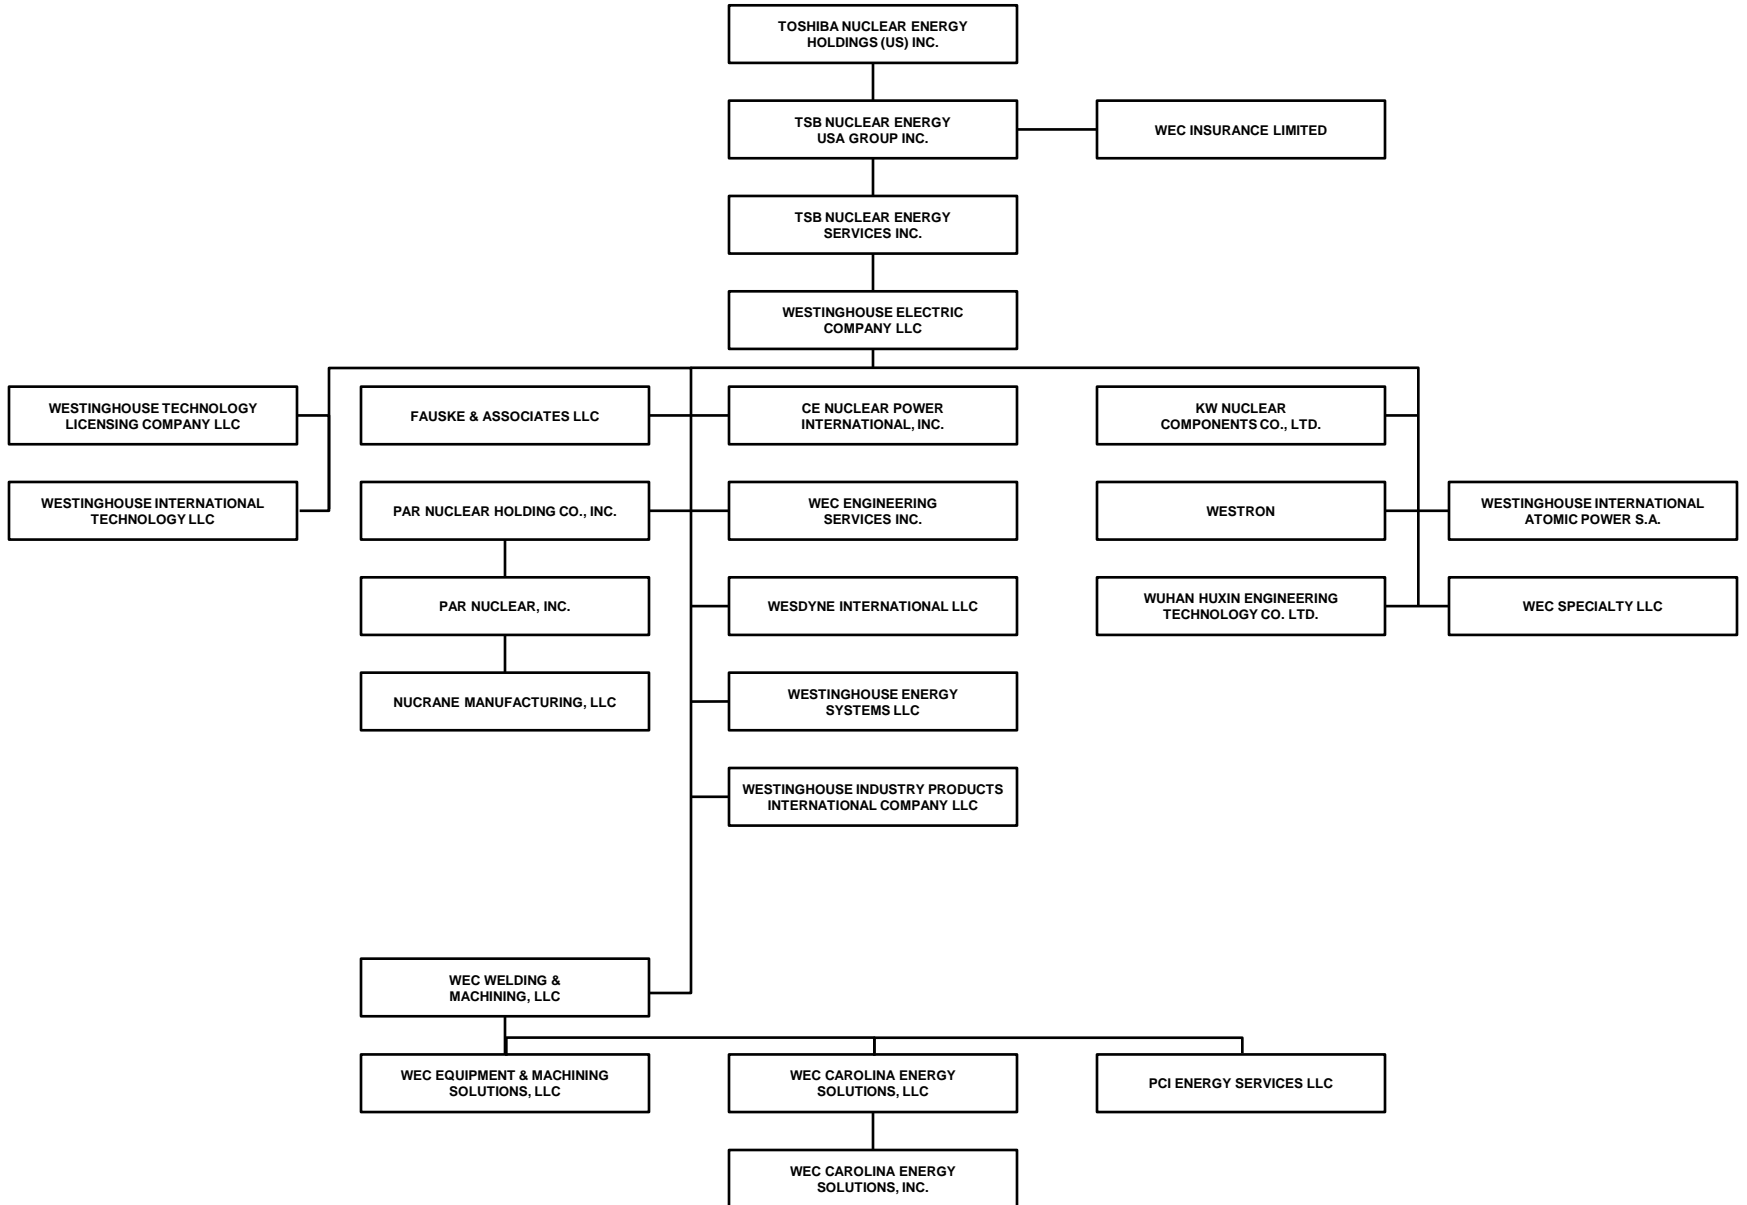 TOSHIBA NUCLEAR ENERGY
HOLDINGS (US) INC.
TSB NUCLEAR ENERGY
USA GROUP INC.
WEC INSURANCE LIMITED
TSB NUCLEAR ENERGY
SERVICES INC.
WESTINGHOUSE ELECTRIC
COMPANY LLC
WESTINGHOUSE TECHNOLOGY
LICENSING COMPANY LLC
FAUSKE & ASSOCIATES LLC
CE NUCLEAR POWER
INTERNATIONAL, INC.
KW NUCLEAR
COMPONENTS CO., LTD.
WESTINGHOUSE INTERNATIONAL
TECHNOLOGY LLC
PAR NUCLEAR HOLDING CO., INC.
WEC ENGINEERING
SERVICES INC.
WESTRON
WESTINGHOUSE INTERNATIONAL
ATOMIC POWER S.A.
PAR NUCLEAR, INC.
WESDYNE INTERNATIONAL LLC
WUHAN HUXIN ENGINEERING
TECHNOLOGY CO. LTD.
WEC SPECIALTY LLC
NUCRANE MANUFACTURING, LLC
WESTINGHOUSE ENERGY
SYSTEMS LLC
WESTINGHOUSE INDUSTRY PRODUCTS
INTERNATIONAL COMPANY LLC
WEC WELDING &
MACHINING, LLC
WEC EQUIPMENT & MACHINING
SOLUTIONS, LLC
WEC CAROLINA ENERGY
SOLUTIONS, LLC
PCI ENERGY SERVICES LLC
WEC CAROLINA ENERGY
SOLUTIONS, INC.